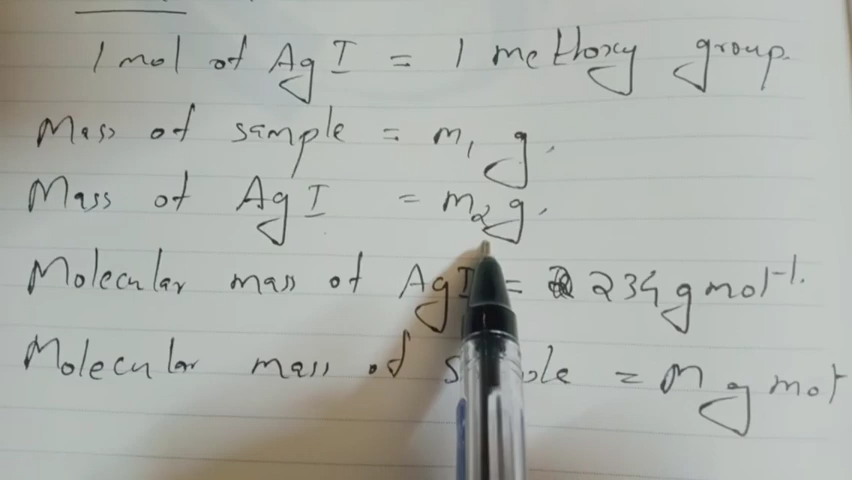 1 mol of AgI = 1 methoxy group.
Mass of sample = m₁ g.
Mass of AgI = m₂ g.
Molecular mass of AgI = 234 g mol⁻¹.
Molecular mass of = M g mol